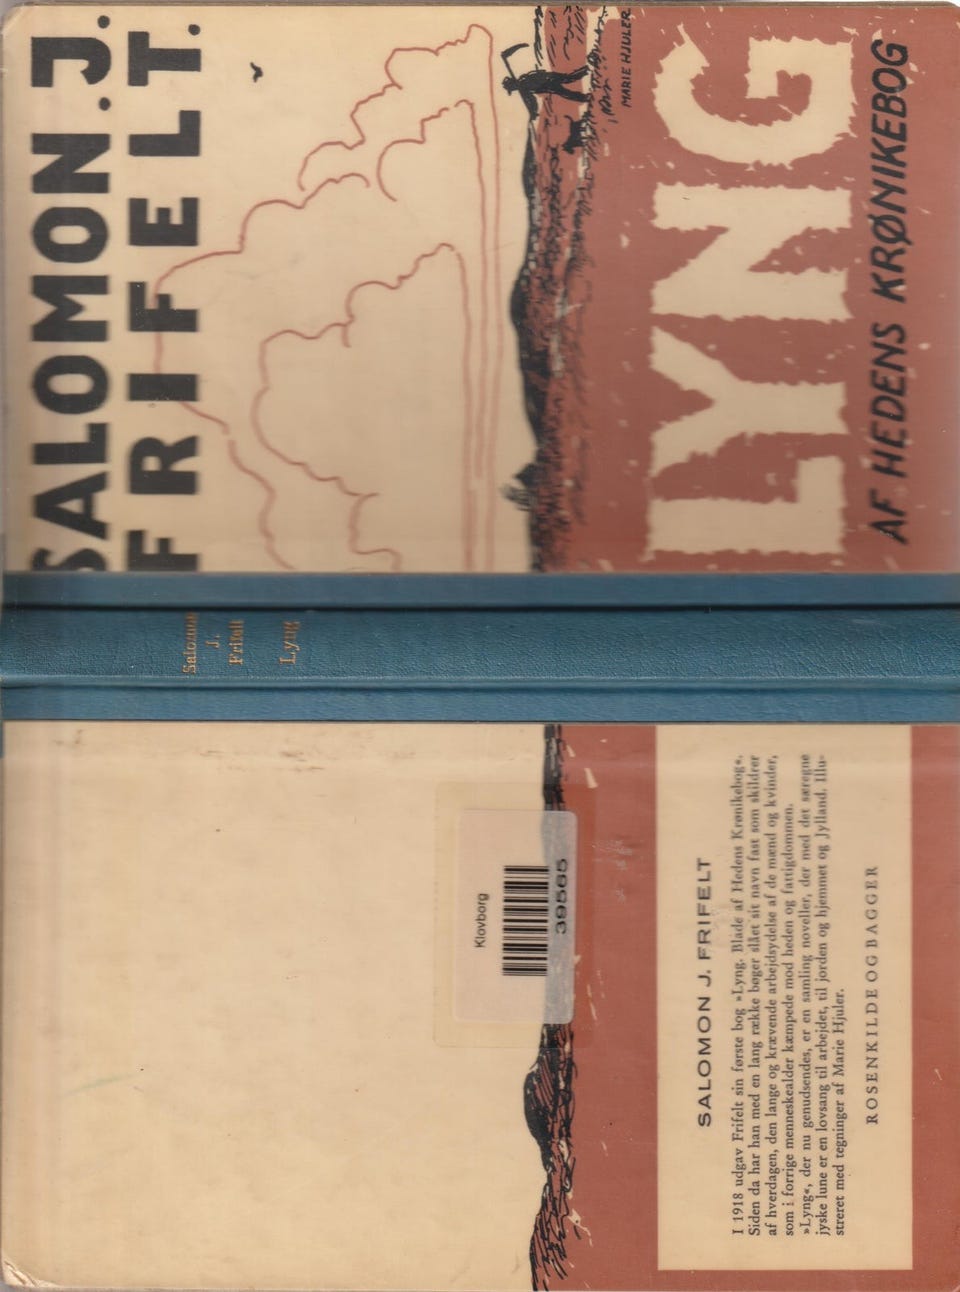 SALOMON. J.
FRIFELT.
MARIE HJULER
LYNG
AF HEDENS KRØNIKEBOG
Salomon
J.
Frifelt
Lyng
Klovborg
39565
SALOMON J. FRIFELT
I 1918 udgav Frifelt sin første bog »Lyng. Blade af Hedens Krønikebog«.
Siden da har han med en lang række bøger slået sit navn fast som skildrer
af hverdagen, den lange og krævende arbejdsydelse af de mænd og kvinder,
som i forrige menneskealder kæmpede mod heden og fattigdommen.
»Lyng«, der nu genudsendes, er en samling noveller, der med det særegne
jyske lune er en lovsang til arbejdet, til jorden og hjemmet og Jylland. Illu-
streret med tegninger af Marie Hjuler.
ROSENKILDE OG BAGGER